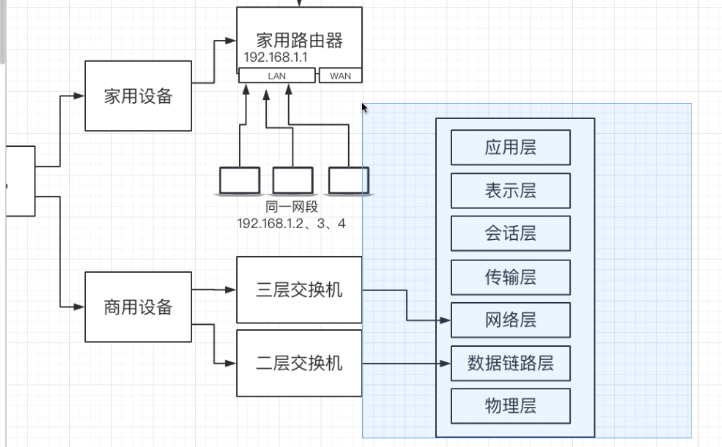 家用路由器
192.168.1.1
LAN
WAN
家用设备
同一网段
192.168.1.2、3、4
商用设备
三层交换机
二层交换机
应用层
表示层
会话层
传输层
网络层
数据链路层
物理层